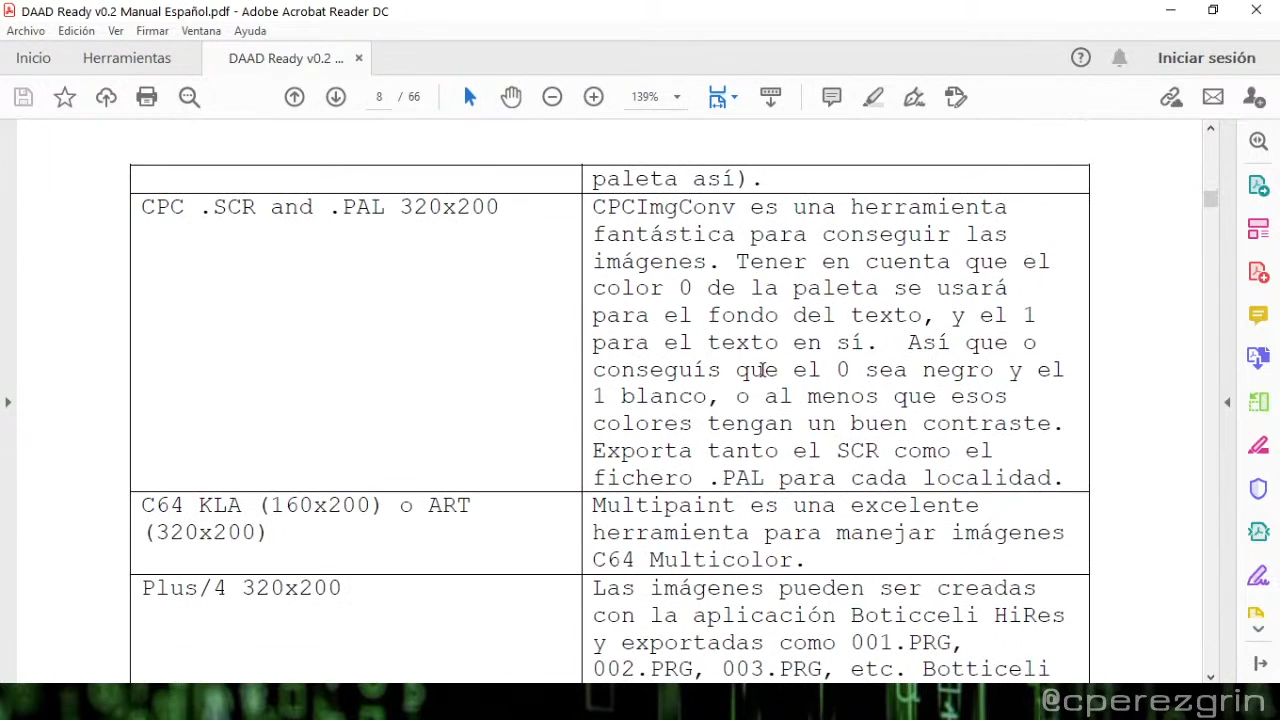 DAAD Ready v0.2 Manual Español.pdf - Adobe Acrobat Reader DC
Archivo Edición Ver Firmar Ventana Ayuda
Inicio Herramientas DAAD Ready v0.2 ... ×
Iniciar sesión
8 / 66 139%
paleta así).
CPC .SCR and .PAL 320x200
CPCImgConv es una herramienta
fantástica para conseguir las
imágenes. Tener en cuenta que el
color 0 de la paleta se usará
para el fondo del texto, y el 1
para el texto en sí.  Así que o
conseguís que el 0 sea negro y el
1 blanco, o al menos que esos
colores tengan un buen contraste.
Exporta tanto el SCR como el
fichero .PAL para cada localidad.
C64 KLA (160x200) o ART
(320x200)
Multipaint es una excelente
herramienta para manejar imágenes
C64 Multicolor.
Plus/4 320x200
Las imágenes pueden ser creadas
con la aplicación Boticceli HiRes
y exportadas como 001.PRG,
002.PRG, 003.PRG, etc. Botticeli
@cperezgrin